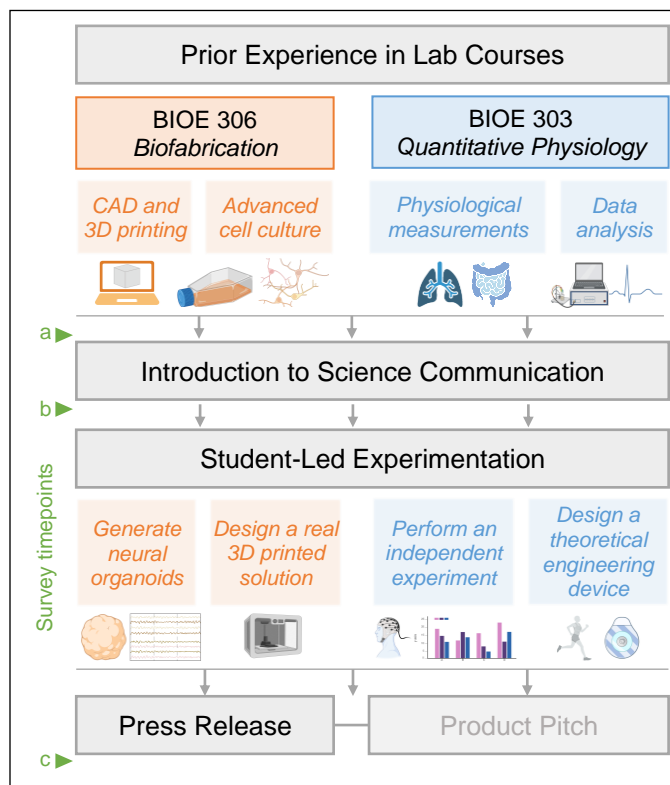 Prior Experience in Lab Courses
BIOE 306
Biofabrication
BIOE 303
Quantitative Physiology
CAD and
3D printing
Advanced
cell culture
Physiological
measurements
Data
analysis
a
Introduction to Science Communication
b
Student-Led Experimentation
Survey timepoints
Generate
neural
organoids
Design a real
3D printed
solution
Perform an
independent
experiment
Design a
theoretical
engineering
device
Press Release
Product Pitch
c